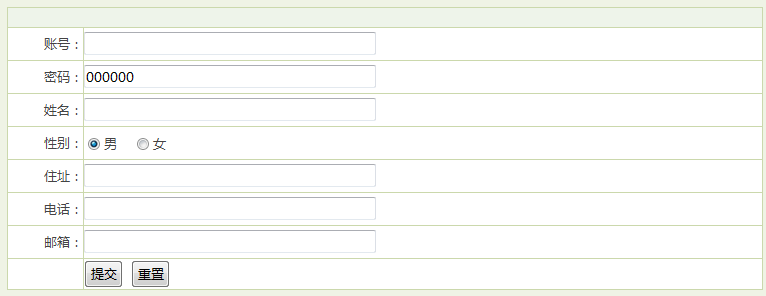 账号：
密码：000000
姓名：
性别：男 女
住址：
电话：
邮箱：
提交 重置